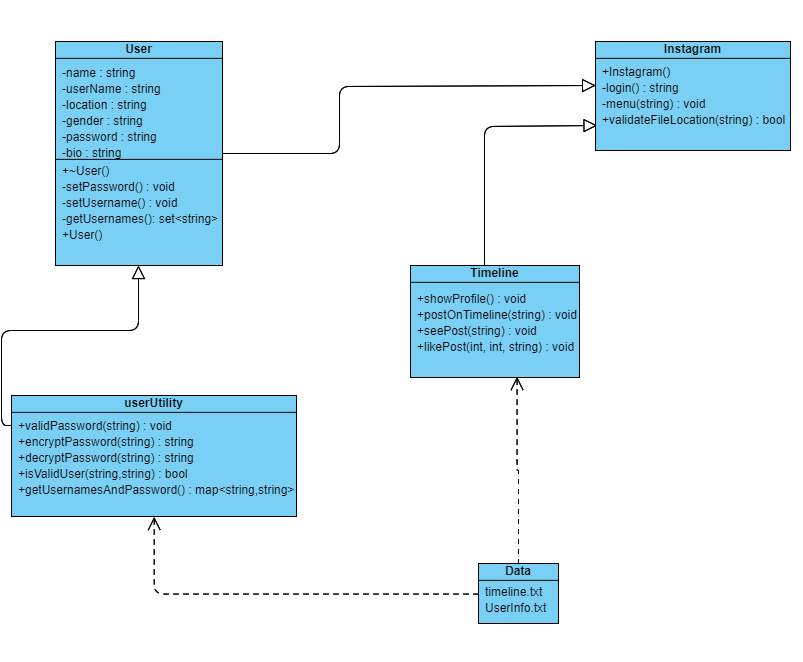 User
-name : string
-userName : string
-location : string
-gender : string
-password : string
-bio : string
+~User()
-setPassword() : void
-setUsername() : void
-getUsernames(): set<string>
+User()
Instagram
+Instagram()
-login() : string
-menu(string) : void
+validateFileLocation(string) : bool
Timeline
+showProfile() : void
+postOnTimeline(string) : void
+seePost(string) : void
+likePost(int, int, string) : void
userUtility
+validPassword(string) : void
+encryptPassword(string) : string
+decryptPassword(string) : string
+isValidUser(string,string) : bool
+getUsernamesAndPassword() : map<string,string>
Data
timeline.txt
UserInfo.txt